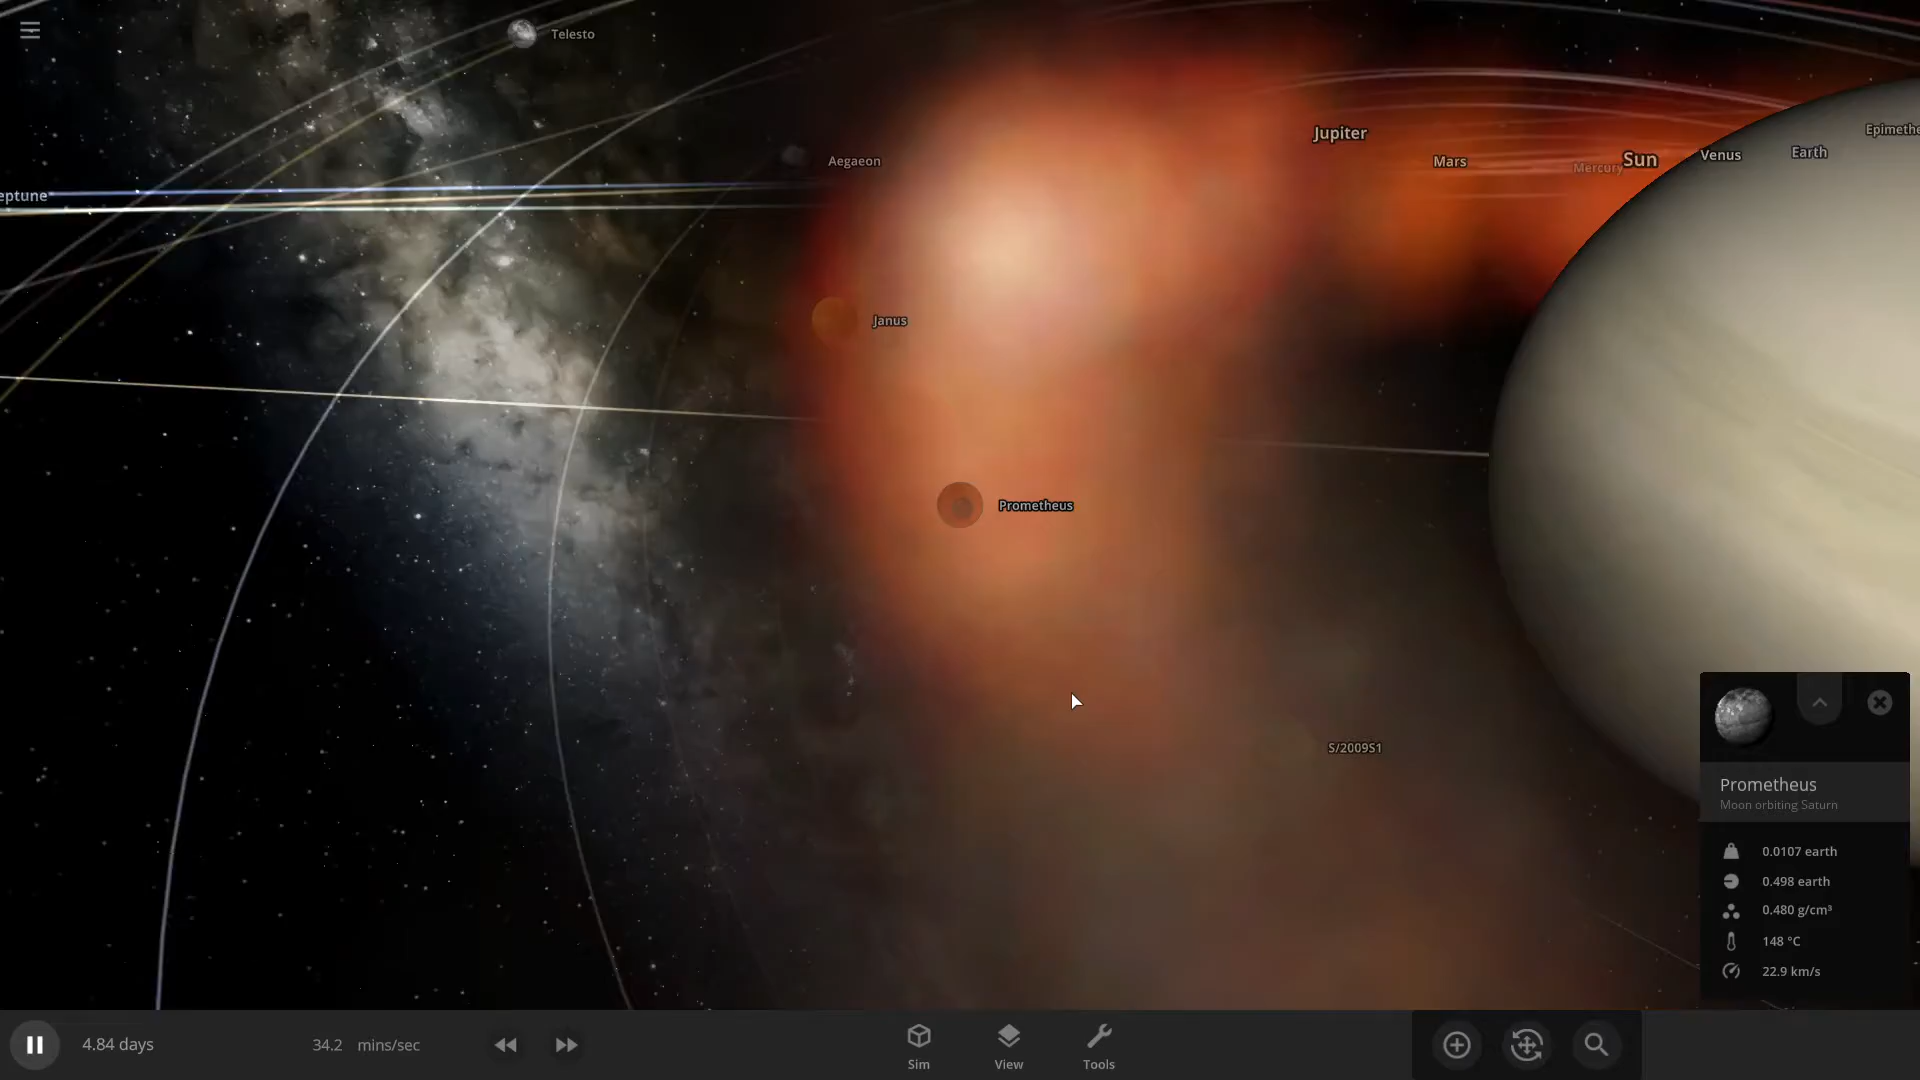 Telesto
Jupiter
Epimethe
Aegaeon
Mars
Mercury
Sun
Venus
Earth
eptune
Janus
Prometheus
S/2009S1
Prometheus
Moon orbiting Saturn
0.0107 earth
0.498 earth
0.480 g/cm³
148 °C
22.9 km/s
4.84 days
34.2 mins/sec
Sim
View
Tools